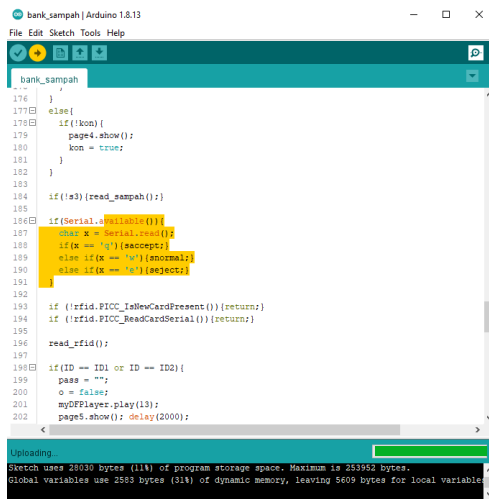 bank_sampah | Arduino 1.8.13
File Edit Sketch Tools Help
bank_sampah
176 }
177 else{
178 if(!kon){
179 page4.show();
180 kon = true;
181 }
182 }
183
184 if(!s3){read_sampah();}
185
186 if(Serial.available()){
187 char x = Serial.read();
188 if(x == 'q'){saccept;}
189 else if(x == 'w'){snormal;}
190 else if(x == 'e'){seject;}
191 }
192
193 if (!rfid.PICC_IsNewCardPresent()){return;}
194 if (!rfid.PICC_ReadCardSerial()){return;}
195
196 read_rfid();
197
198 if(ID == ID1 or ID == ID2){
199 pass = "";
200 o = false;
201 myDFPlayer.play(13);
202 page5.show(); delay(2000);
Uploading...
Sketch uses 28030 bytes (11%) of program storage space. Maximum is 253952 bytes.
Global variables use 2583 bytes (31%) of dynamic memory, leaving 5609 bytes for local variable